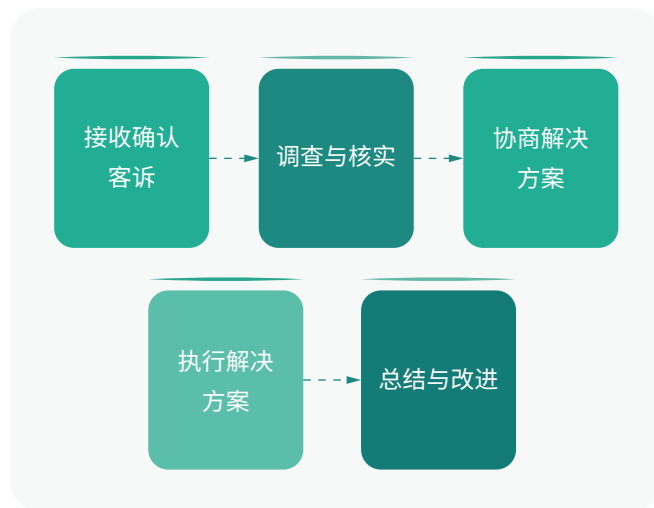 接收确认
客诉
调查与核实
协商解决
方案
执行解决
方案
总结与改进